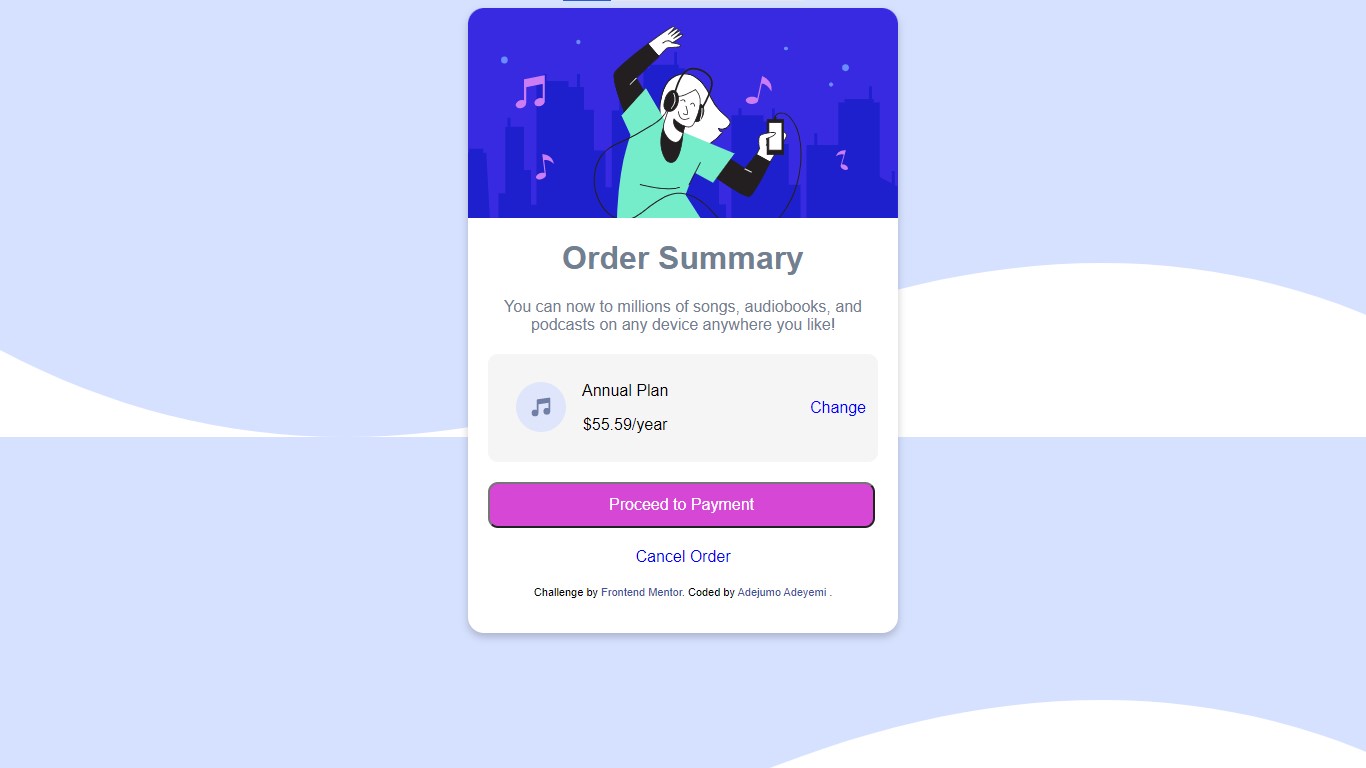 Order Summary
You can now to millions of songs, audiobooks, and
podcasts on any device anywhere you like!
Annual Plan
$55.59/year
Change
Proceed to Payment
Cancel Order
Challenge by Frontend Mentor. Coded by Adejumo Adeyemi .